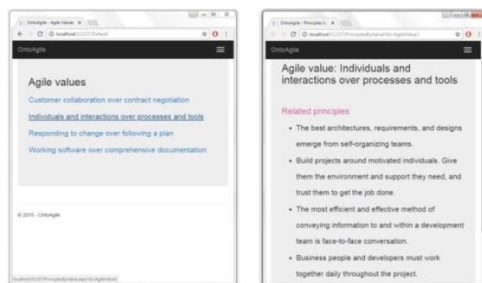 OntoAgile - Agile Values
localhost:51237/Default
OntoAgile
Agile values
Customer collaboration over contract negotiation
Individuals and interactions over processes and tools
Responding to change over following a plan
Working software over comprehensive documentation
© 2018 - OntoAgile
OntoAgile - Principles
OntoAgile
Agile value: Individuals and
interactions over processes and tools
Related principles
• The best architectures, requirements, and designs
emerge from self-organizing teams.
• Build projects around motivated individuals. Give
them the environment and support they need, and
trust them to get the job done.
• The most efficient and effective method of
conveying information to and within a development
team is face-to-face conversation.
• Business people and developers must work
together daily throughout the project.